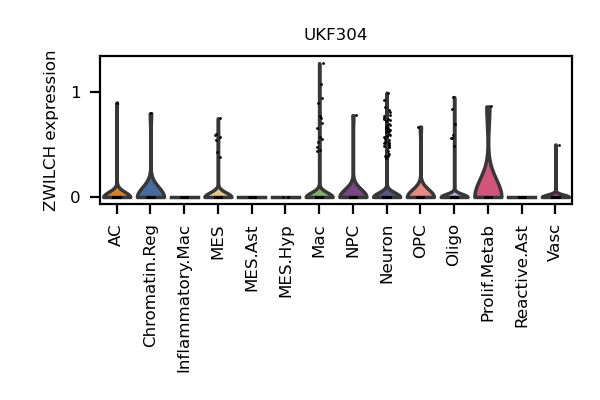 UKF304
ZWILCH expression
1
0
AC
Chromatin.Reg
Inflammatory.Mac
MES
MES.Ast
MES.Hyp
Mac
NPC
Neuron
OPC
Oligo
Prolif.Metab
Reactive.Ast
Vasc